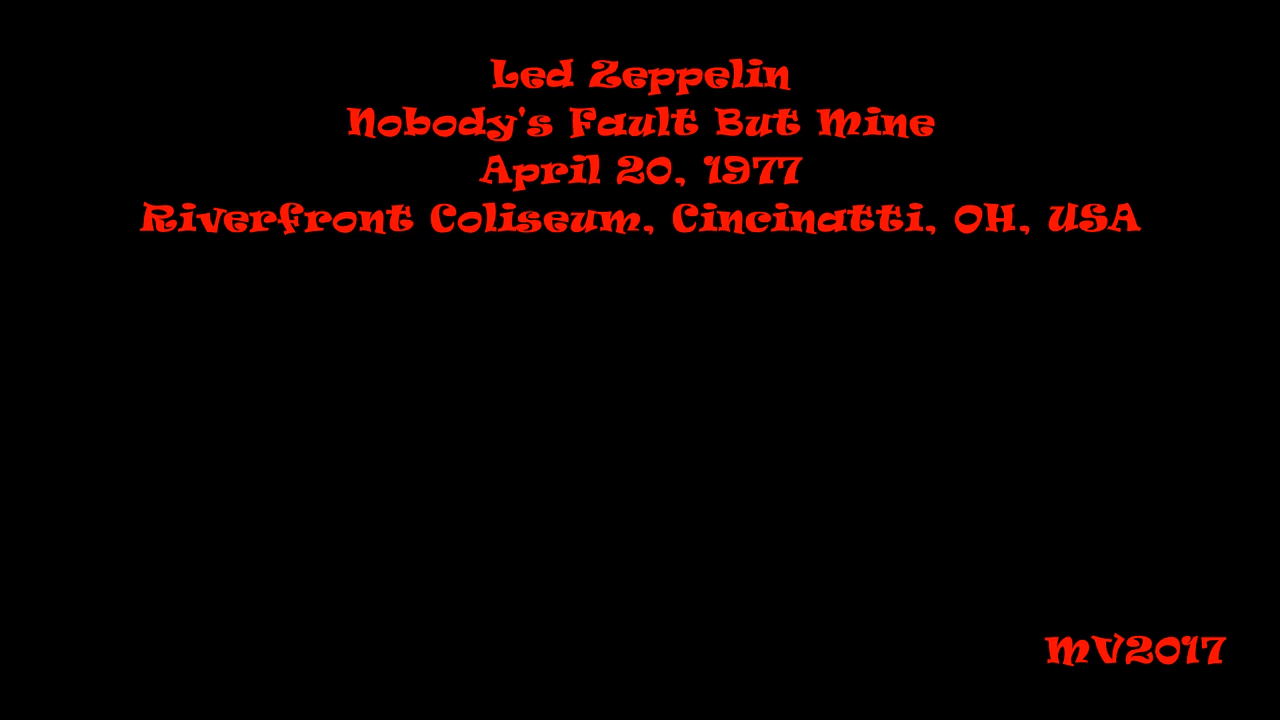 Led Zeppelin
Nobody's Fault But Mine
April 20, 1977
Riverfront Coliseum, Cincinatti, OH, USA
MV2017